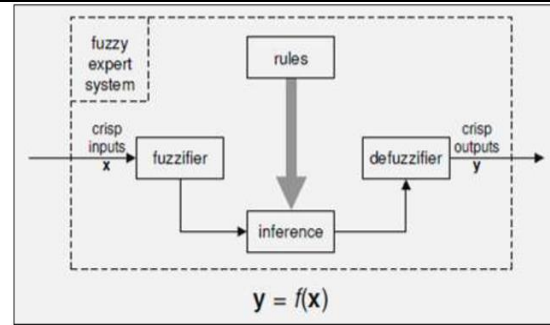 fuzzy
expert
system
rules
crisp
inputs
x
fuzzifier
defuzzifier
crisp
outputs
y
inference
y = f(x)